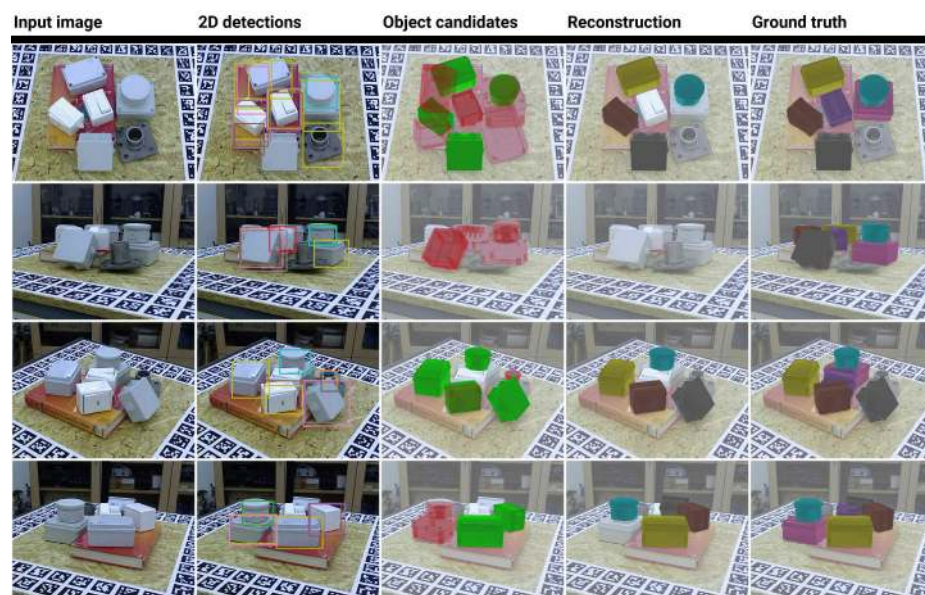 Input image
2D detections
Object candidates
Reconstruction
Ground truth